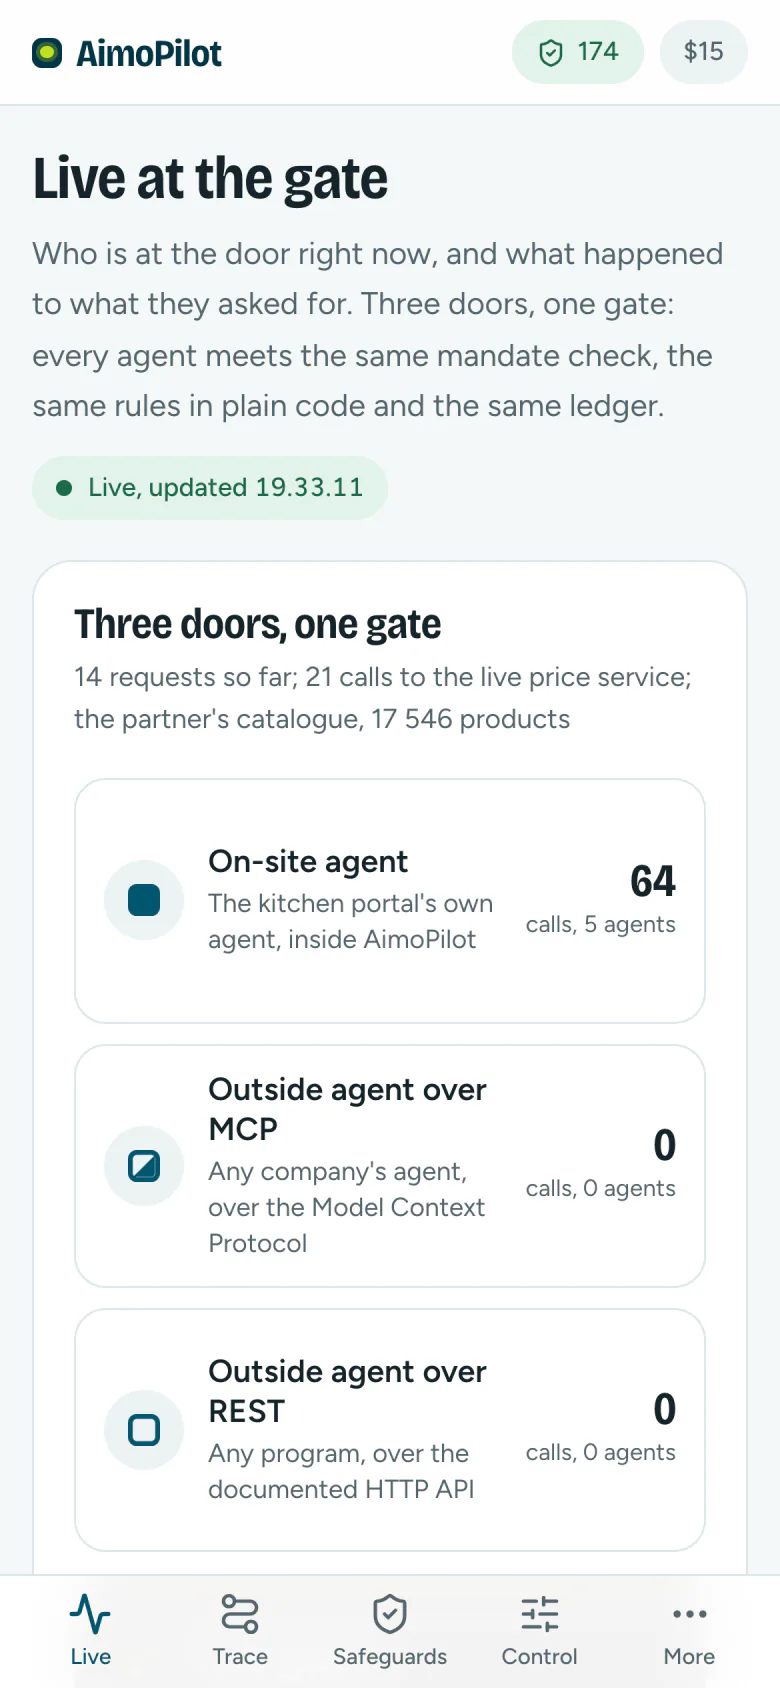 AimoPilot
174
$15
Live at the gate
Who is at the door right now, and what happened
to what they asked for. Three doors, one gate:
every agent meets the same mandate check, the
same rules in plain code and the same ledger.
Live, updated 19.33.11
Three doors, one gate
14 requests so far; 21 calls to the live price service;
the partner's catalogue, 17 546 products
On-site agent
The kitchen portal's own
agent, inside AimoPilot
64
calls, 5 agents
Outside agent over
MCP
Any company's agent,
over the Model Context
Protocol
0
calls, 0 agents
Outside agent over
REST
Any program, over the
documented HTTP API
0
calls, 0 agents
Live
Trace
Safeguards
Control
More